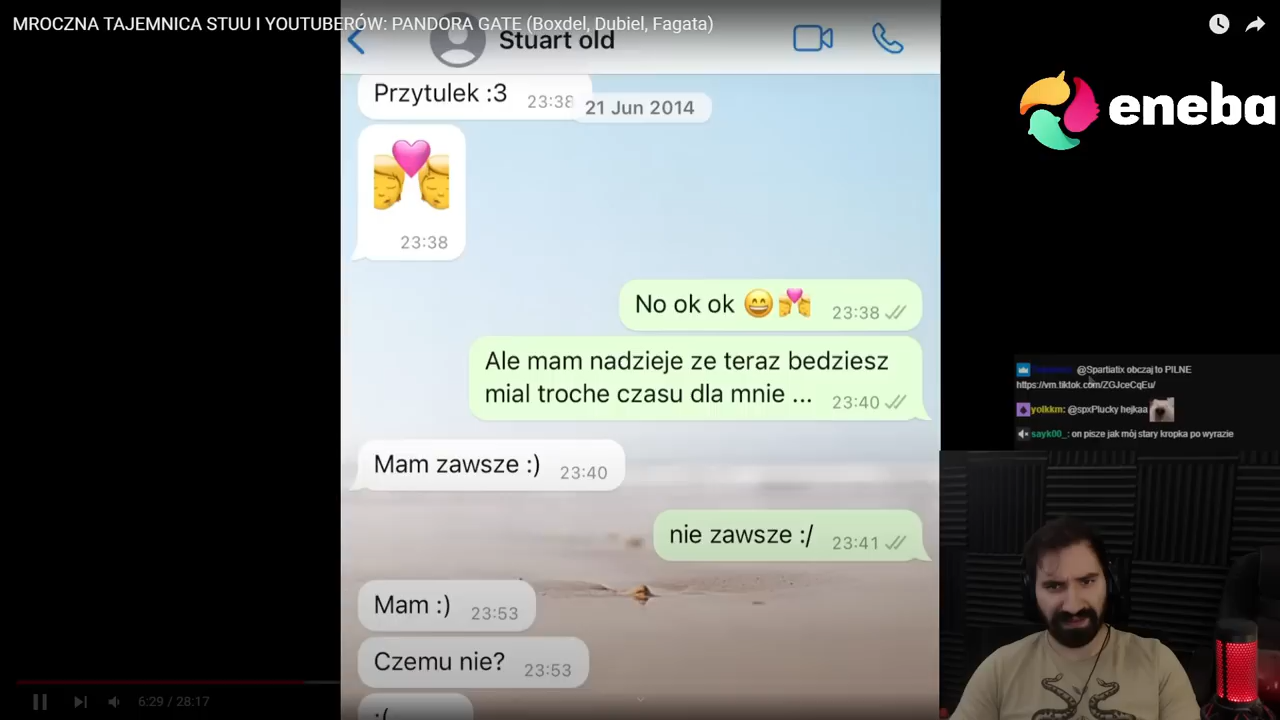 MROCZNA TAJEMNICA STUU I YOUTUBERÓW: PANDORA GATE (Boxdel, Dubiel, Fagata)
Stuart old
Przytulek :3 23:38
21 Jun 2014
23:38
No ok ok 23:38
Ale mam nadzieje ze teraz bedziesz
mial troche czasu dla mnie ... 23:40
Mam zawsze :) 23:40
nie zawsze :/ 23:41
Mam :) 23:53
Czemu nie? 23:53
:(
6:29 / 28:17
eneba
@Spartiatix obczaj to PILNE
https://vm.tiktok.com/ZGJceCqEu/
yolkkm: @spxPlucky hejkaa
sayk00_: on pisze jak mój stary kropka po wyrazie